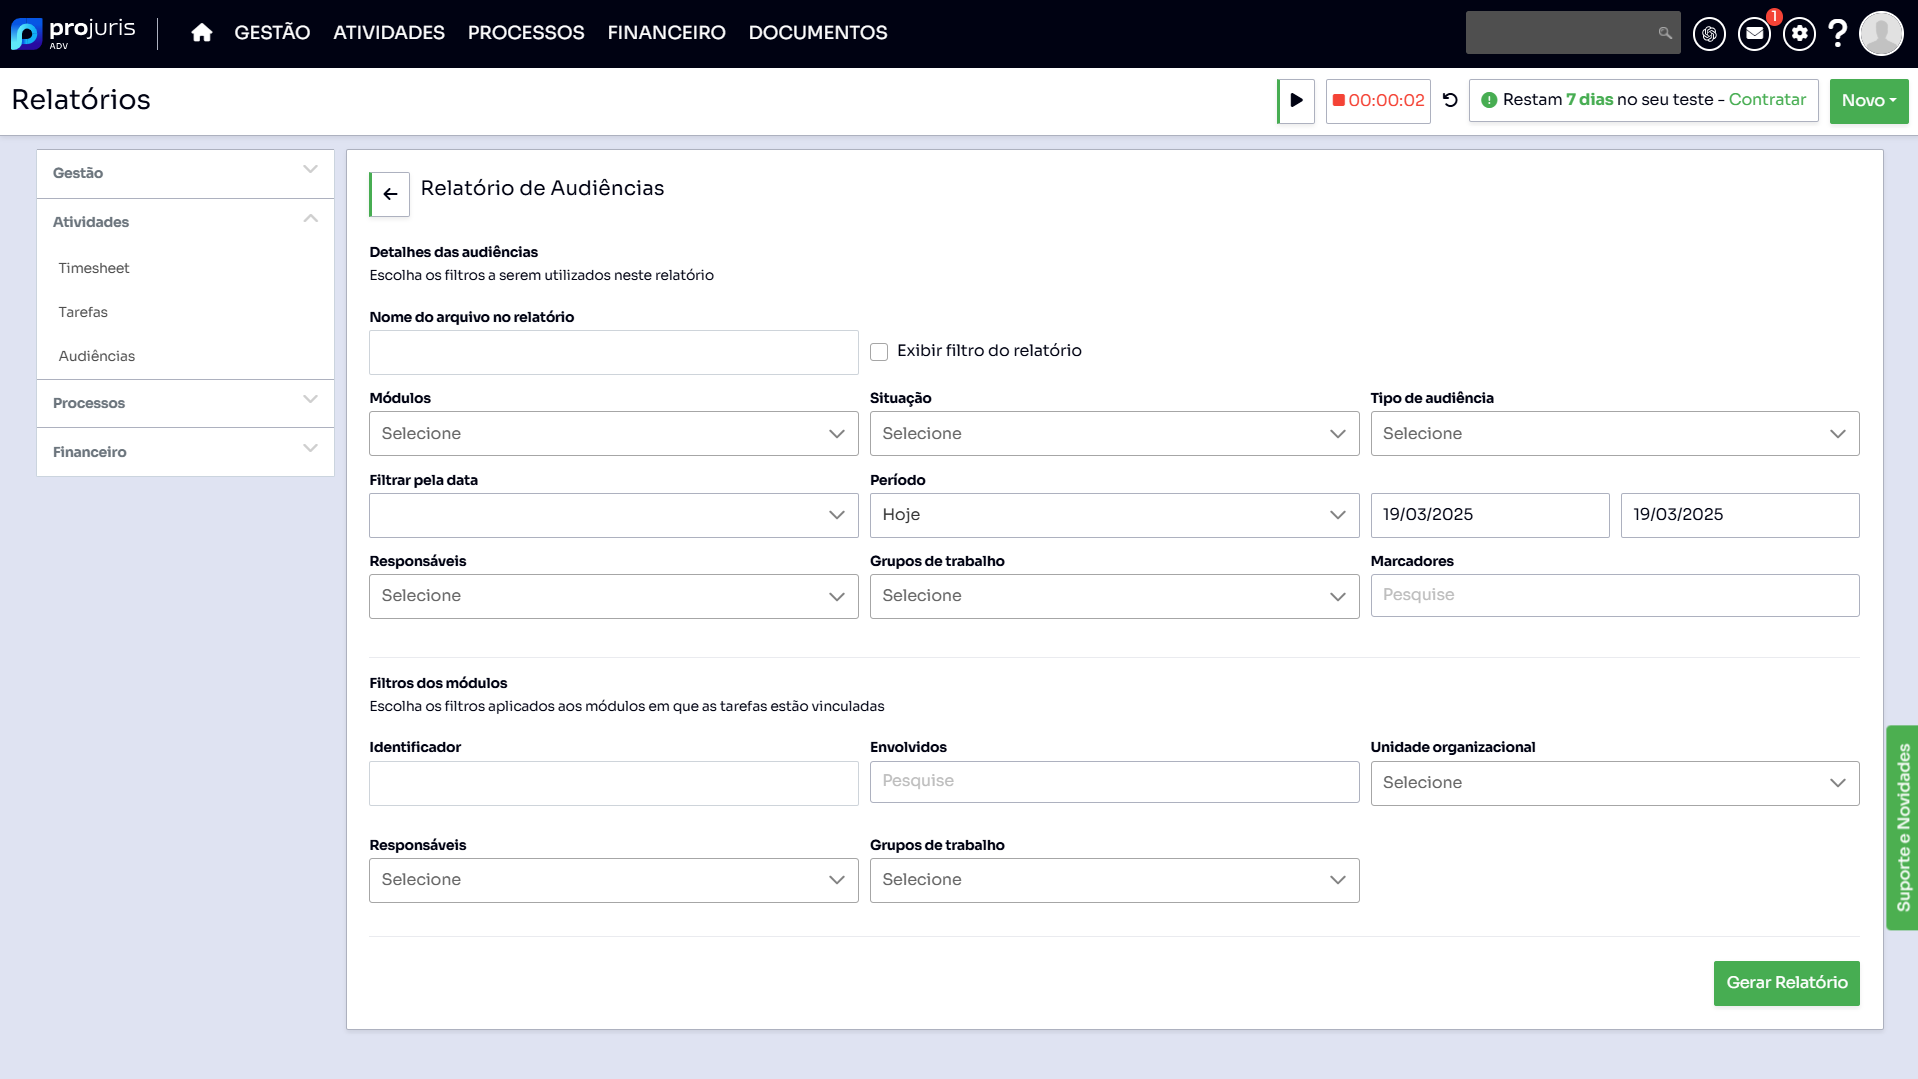 projuris
ADV
GESTÃO ATIVIDADES PROCESSOS FINANCEIRO DOCUMENTOS
1
Relatórios
00:00:02
Restam 7 dias no seu teste - Contratar
Novo
Gestão
Atividades
Timesheet
Tarefas
Audiências
Processos
Financeiro
Relatório de Audiências
Detalhes das audiências
Escolha os filtros a serem utilizados neste relatório
Nome do arquivo no relatório
Exibir filtro do relatório
Módulos Situação Tipo de audiência
Selecione Selecione Selecione
Filtrar pela data Período
Hoje 19/03/2025 19/03/2025
Responsáveis Grupos de trabalho Marcadores
Selecione Selecione Pesquise
Filtros dos módulos
Escolha os filtros aplicados aos módulos em que as tarefas estão vinculadas
Identificador Envolvidos Unidade organizacional
Pesquise Selecione
Responsáveis Grupos de trabalho
Selecione Selecione
Gerar Relatório
Suporte e Novidades